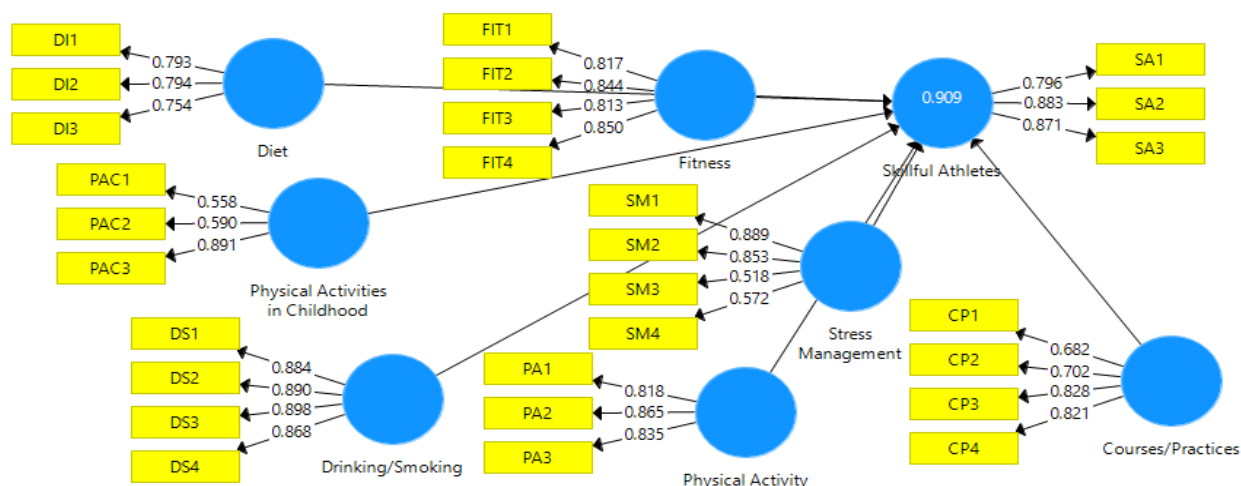 DI1
DI2
DI3
0.793
0.794
0.754
Diet
FIT1
FIT2
FIT3
FIT4
0.817
0.844
0.813
0.850
Fitness
0.909
Skillful Athletes
0.796
0.883
0.871
SA1
SA2
SA3
PAC1
PAC2
PAC3
0.558
0.590
0.891
Physical Activities
in Childhood
SM1
SM2
SM3
SM4
0.889
0.853
0.518
0.572
Stress
Management
DS1
DS2
DS3
DS4
0.884
0.890
0.898
0.868
Drinking/Smoking
PA1
PA2
PA3
0.818
0.865
0.835
Physical Activity
CP1
CP2
CP3
CP4
0.682
0.702
0.828
0.821
Courses/Practices